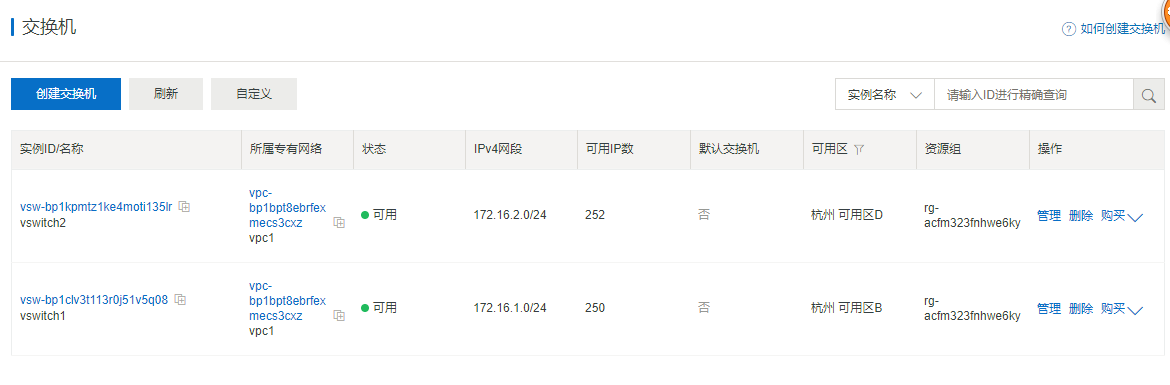 交换机
如何创建交换机
创建交换机 刷新 自定义 实例名称 请输入ID进行精确查询
实例ID/名称 所属专有网络 状态 IPv4网段 可用IP数 默认交换机 可用区 资源组 操作
vsw-bp1kpmtz1ke4moti135lr
vswitch2
vpc-
bp1bpt8ebrfex
mecs3cxz
vpc1
可用 172.16.2.0/24 252 否 杭州 可用区D
rg-
acfm323fnhwe6ky
管理 删除 购买
vsw-bp1clv3t113r0j51v5q08
vswitch1
vpc-
bp1bpt8ebrfex
mecs3cxz
vpc1
可用 172.16.1.0/24 250 否 杭州 可用区B
rg-
acfm323fnhwe6ky
管理 删除 购买